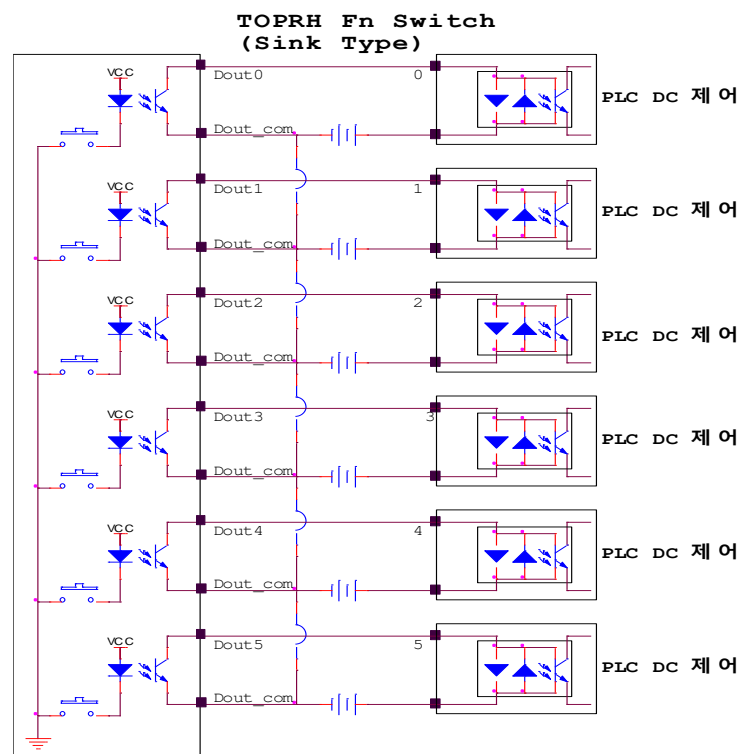 TOPRH Fn Switch
(Sink Type)
VCC Dout0 0 PLC DC 제어
Dout_com
VCC Dout1 1 PLC DC 제어
Dout_com
VCC Dout2 2 PLC DC 제어
Dout_com
VCC Dout3 3 PLC DC 제어
Dout_com
VCC Dout4 4 PLC DC 제어
Dout_com
VCC Dout5 5 PLC DC 제어
Dout_com